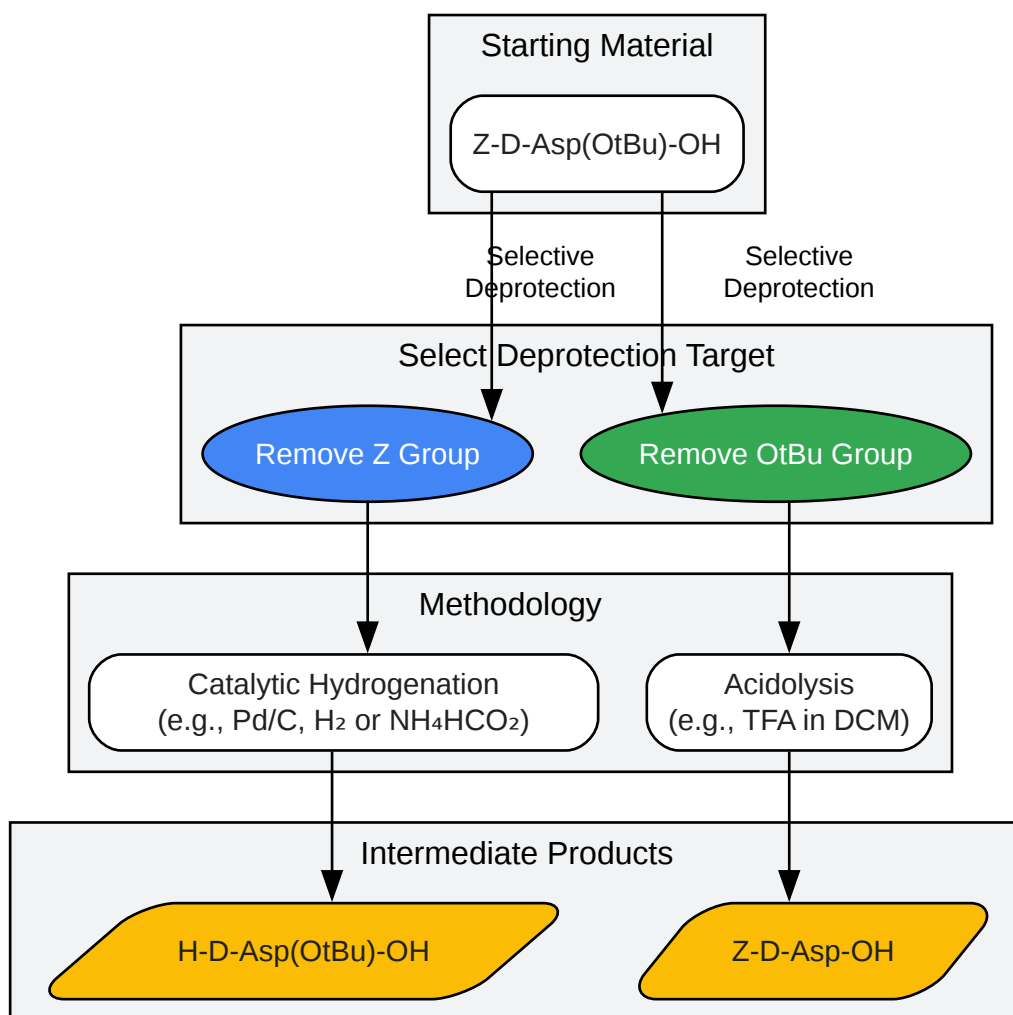 Starting Material
Z-D-Asp(OtBu)-OH
Selective
Deprotection
Selective
Deprotection
Select Deprotection Target
Remove Z Group
Remove OtBu Group
Methodology
Catalytic Hydrogenation
(e.g., Pd/C, H₂ or NH₄HCO₂)
Acidolysis
(e.g., TFA in DCM)
Intermediate Products
H-D-Asp(OtBu)-OH
Z-D-Asp-OH